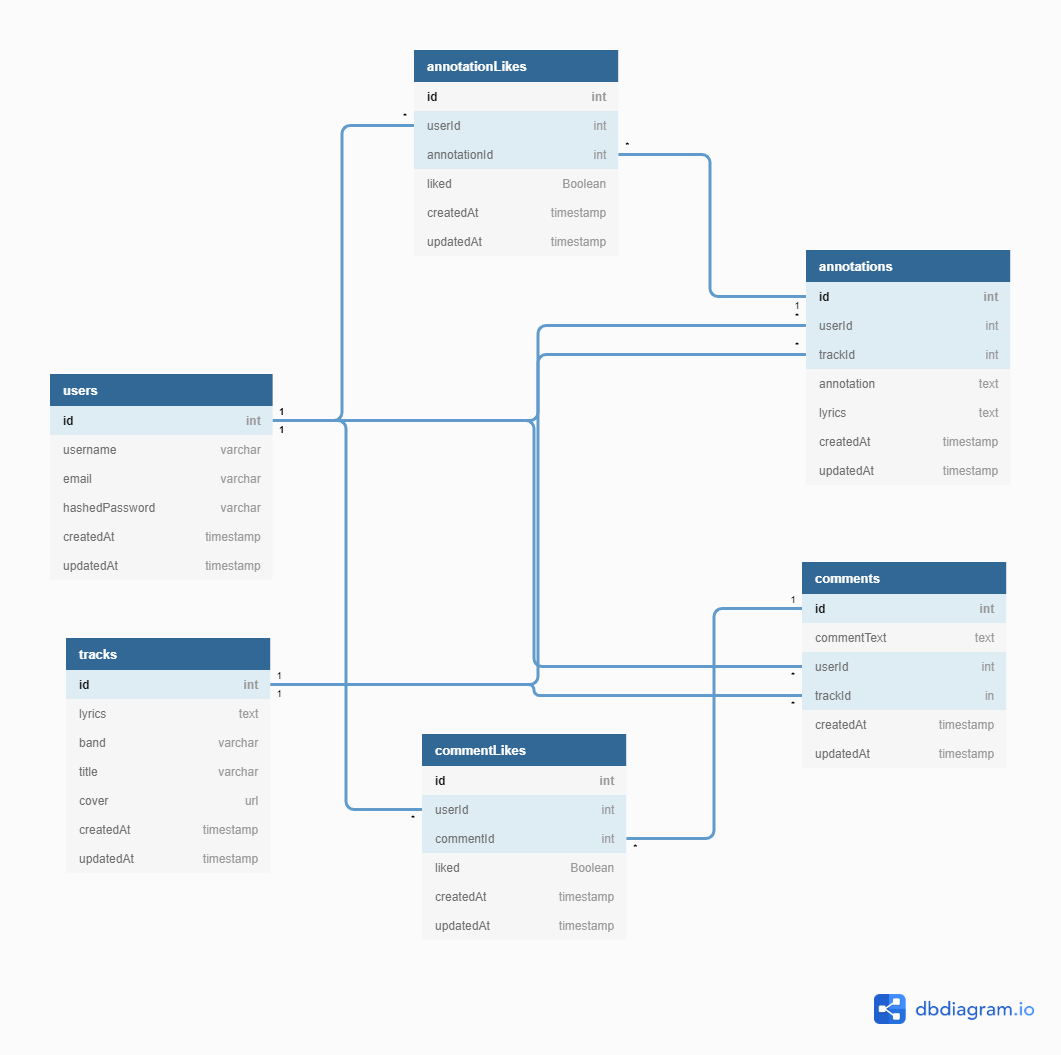 annotationLikes
id int
* userId int
annotationId int *
liked Boolean
createdAt timestamp
updatedAt timestamp
annotations
1 id int
* userId int
* trackId int
annotation text
lyrics text
createdAt timestamp
updatedAt timestamp
users
id int 1
1
username varchar
email varchar
hashedPassword varchar
createdAt timestamp
updatedAt timestamp
comments
1 id int
commentText text
* userId int
* trackId in
createdAt timestamp
updatedAt timestamp
tracks
id int 1
1
lyrics text
band varchar
title varchar
cover url
createdAt timestamp
updatedAt timestamp
commentLikes
id int
* userId int
commentId int *
liked Boolean
createdAt timestamp
updatedAt timestamp
dbdiagram.io